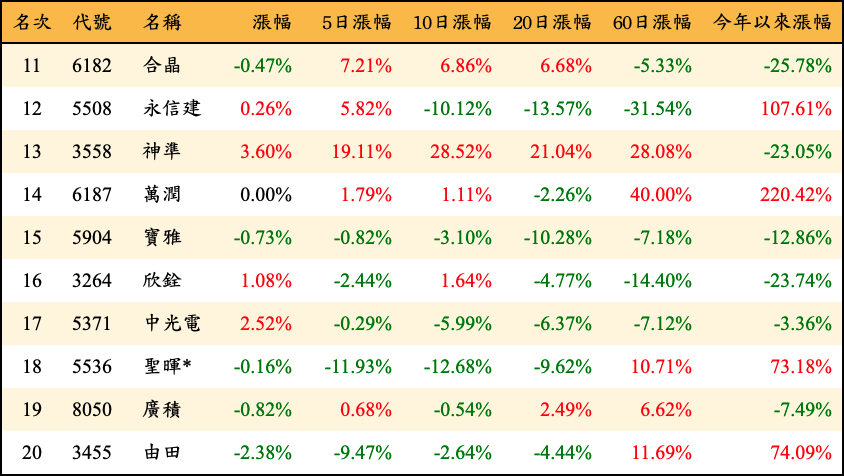 名次 代號 名稱 漲幅 5日漲幅 10日漲幅 20日漲幅 60日漲幅 今年以來漲幅
11 6182 合晶 -0.47% 7.21% 6.86% 6.68% -5.33% -25.78%
12 5508 永信建 0.26% 5.82% -10.12% -13.57% -31.54% 107.61%
13 3558 神準 3.60% 19.11% 28.52% 21.04% 28.08% -23.05%
14 6187 萬潤 0.00% 1.79% 1.11% -2.26% 40.00% 220.42%
15 5904 寶雅 -0.73% -0.82% -3.10% -10.28% -7.18% -12.86%
16 3264 欣銓 1.08% -2.44% 1.64% -4.77% -14.40% -23.74%
17 5371 中光電 2.52% -0.29% -5.99% -6.37% -7.12% -3.36%
18 5536 聖暉* -0.16% -11.93% -12.68% -9.62% 10.71% 73.18%
19 8050 廣積 -0.82% 0.68% -0.54% 2.49% 6.62% -7.49%
20 3455 由田 -2.38% -9.47% -2.64% -4.44% 11.69% 74.09%